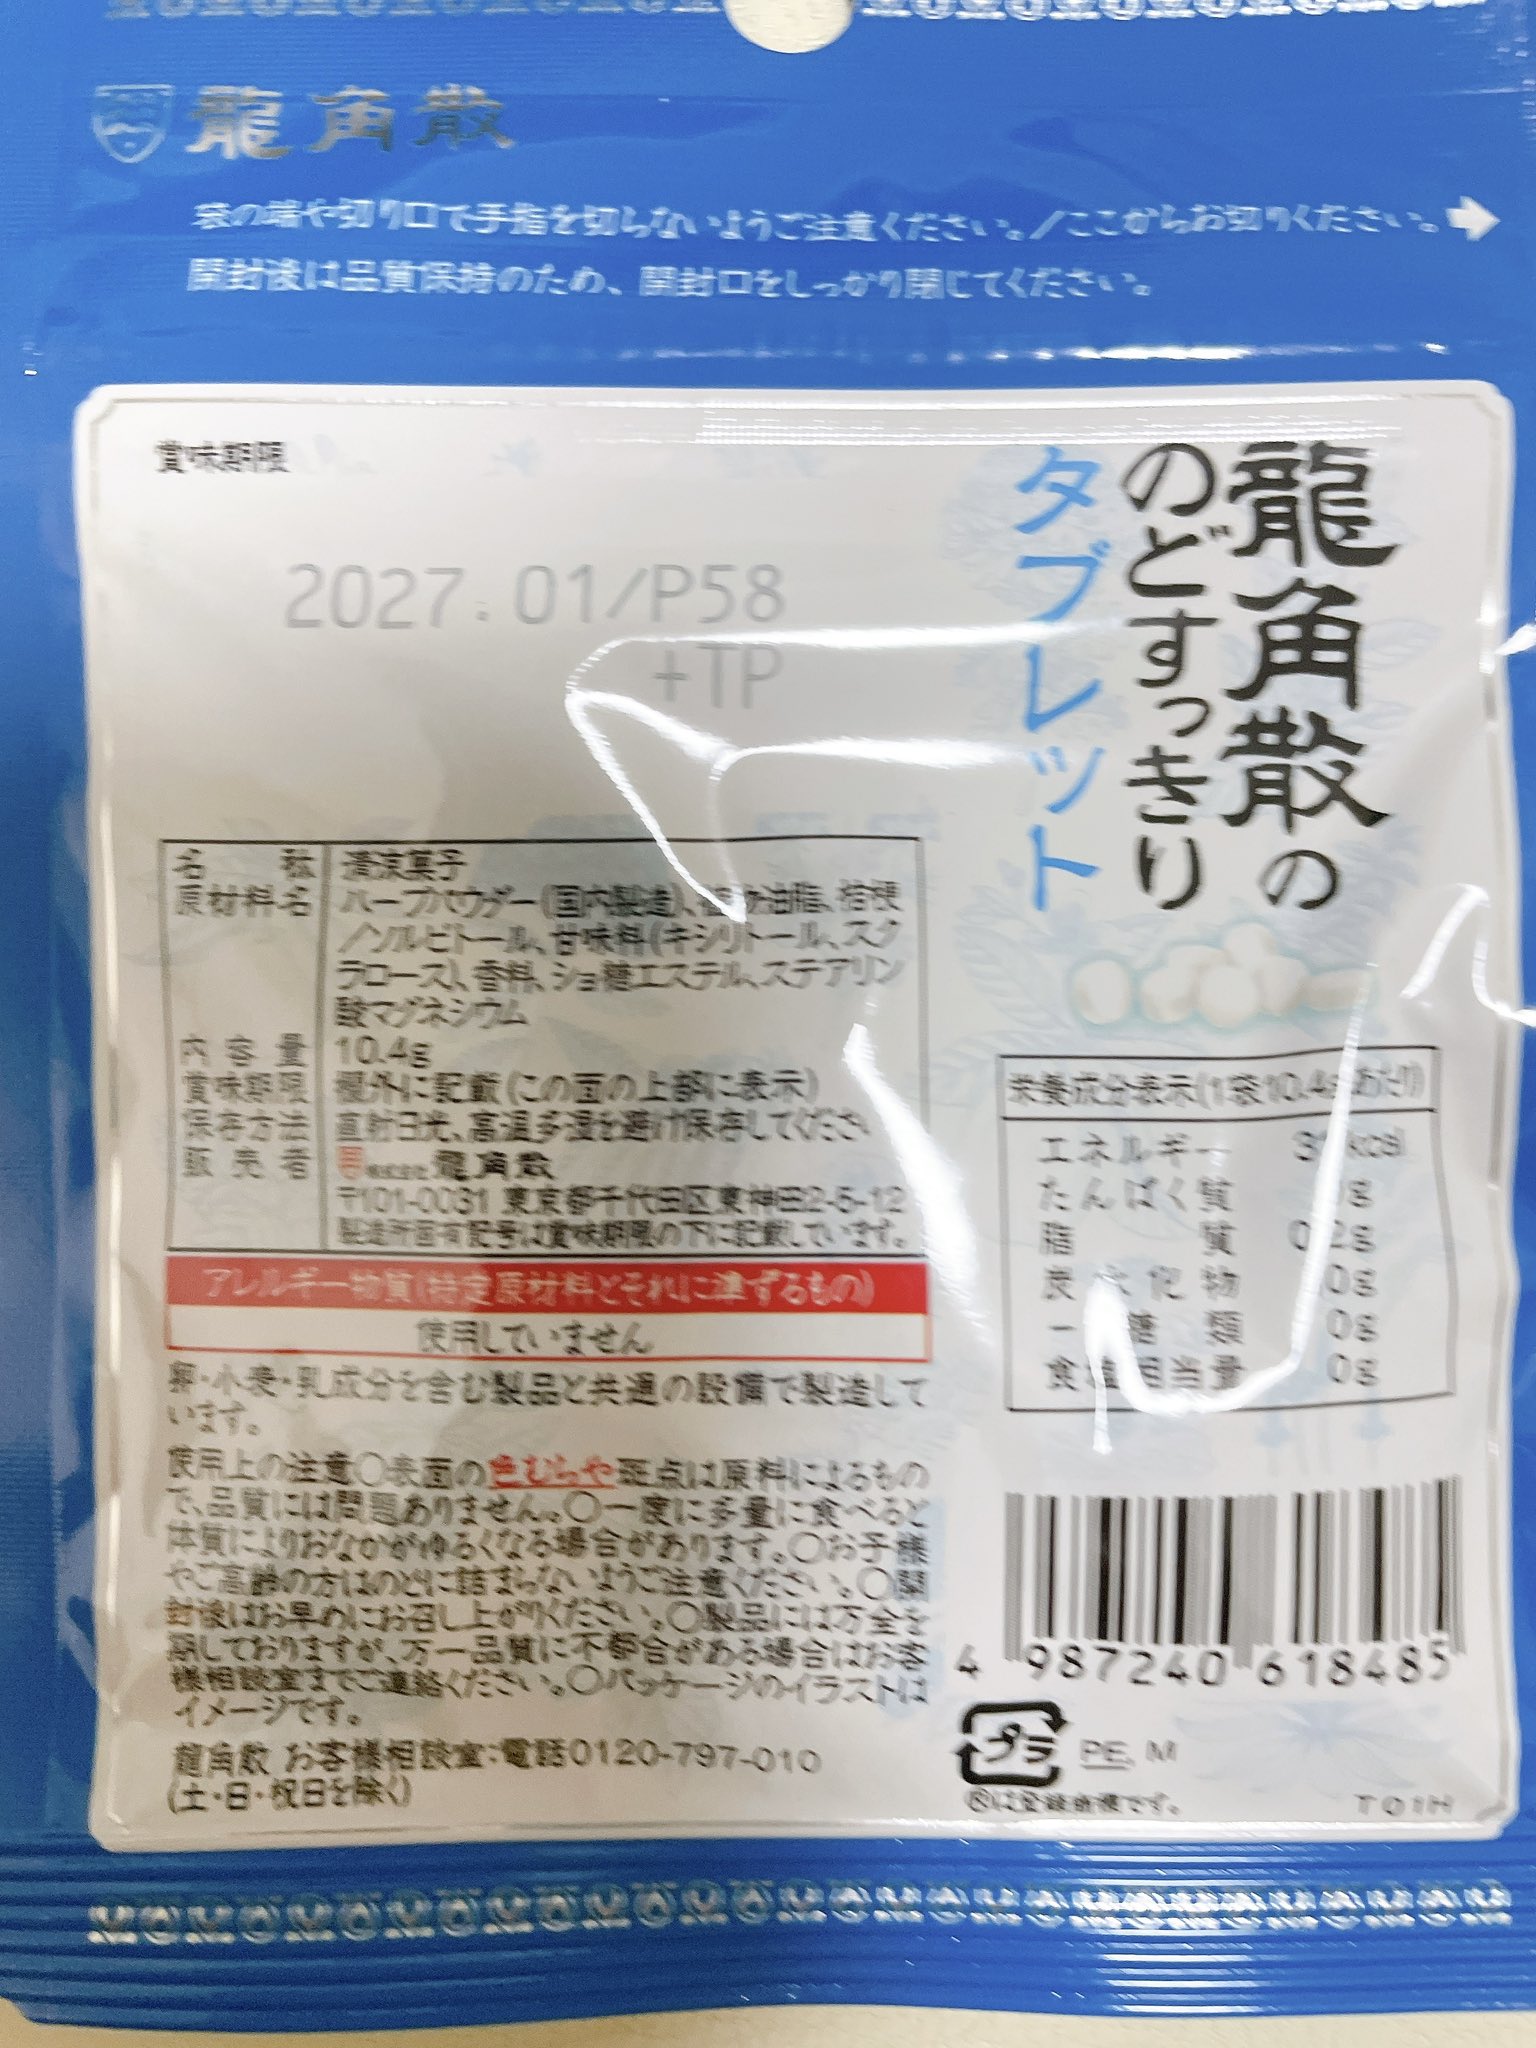 龍角散
袋の端や切り口で手指を切らないようご注意ください。／ここからお切りください。
開封後は品質保持のため、開封口をしっかり閉じてください。
賞味期限
2027.01/P58
+TP
龍角散の
のどすっきり
タブレット
名称 清涼菓子
原材料名 ハーブパウダー(国内製造)、植物油脂、桔梗
／ソルビトール、甘味料(キシリトール、スク
ラロース)、香料、ショ糖エステル、ステアリン
酸マグネシウム
内容量 10.4g
賞味期限 欄外に記載(この面の上部に表示)
保存方法 直射日光、高温多湿を避け保存してくださ
販売者 株式会社 龍角散
〒101-0031 東京都千代田区東神田2-5-12
製造所固有記号は賞味期限の下に記載しています。
アレルギー物質(特定原材料とそれに準ずるもの)
使用していません
卵・小麦・乳成分を含む製品と共通の設備で製造して
います。
使用上の注意○表面の色むらや斑点は原料によるもの
で、品質には問題ありません。○一度に多量に食べると
体質によりおなかがゆるくなる場合があります。○お子様
やご高齢の方はのどに詰まらないようご注意ください。○開
封後はお早めにお召し上がりください。○製品には万全を
期しておりますが、万一品質に不都合がある場合はお客
様相談室までご連絡ください。○パッケージのイラストは
イメージです。
龍角散 お客様相談室:電話0120-797-010
(土・日・祝日を除く)
栄養成分表示(1袋10.4gあたり)
エネルギー kcal
たんぱく質 g
脂質 0.2g
炭水化物 0g
－糖類 0g
食塩相当量 0g
4 987240 618485
プラ PE, M
®は登録商標です。
T01H